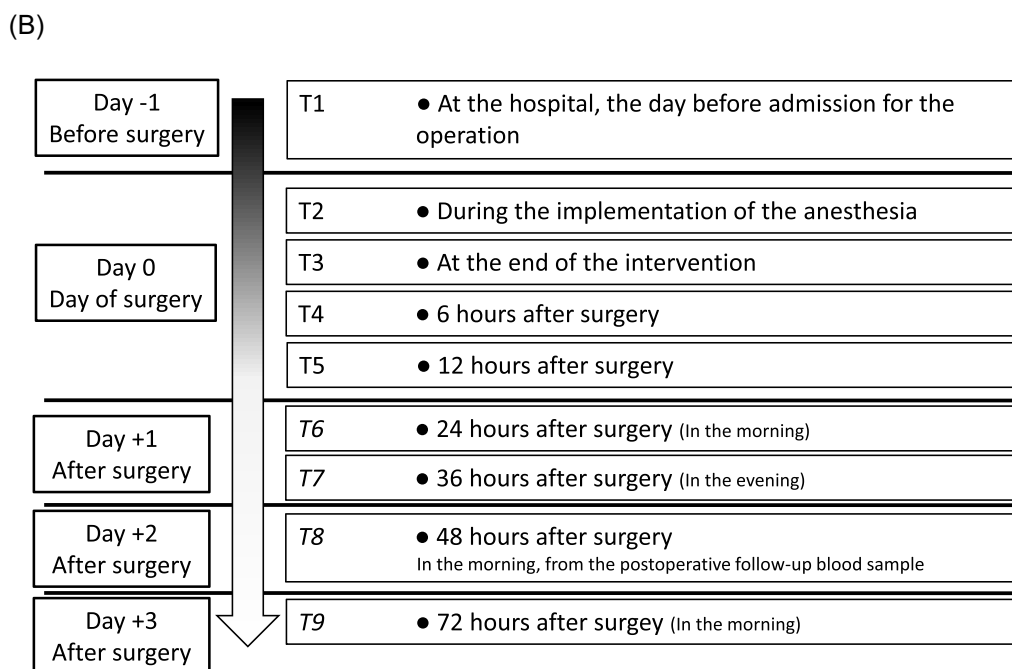 (B)
Day -1
Before surgery
T1 ● At the hospital, the day before admission for the
operation
Day 0
Day of surgery
T2 ● During the implementation of the anesthesia
T3 ● At the end of the intervention
T4 ● 6 hours after surgery
T5 ● 12 hours after surgery
Day +1
After surgery
T6 ● 24 hours after surgery (In the morning)
T7 ● 36 hours after surgery (In the evening)
Day +2
After surgery
T8 ● 48 hours after surgery
In the morning, from the postoperative follow-up blood sample
Day +3
After surgery
T9 ● 72 hours after surgey (In the morning)